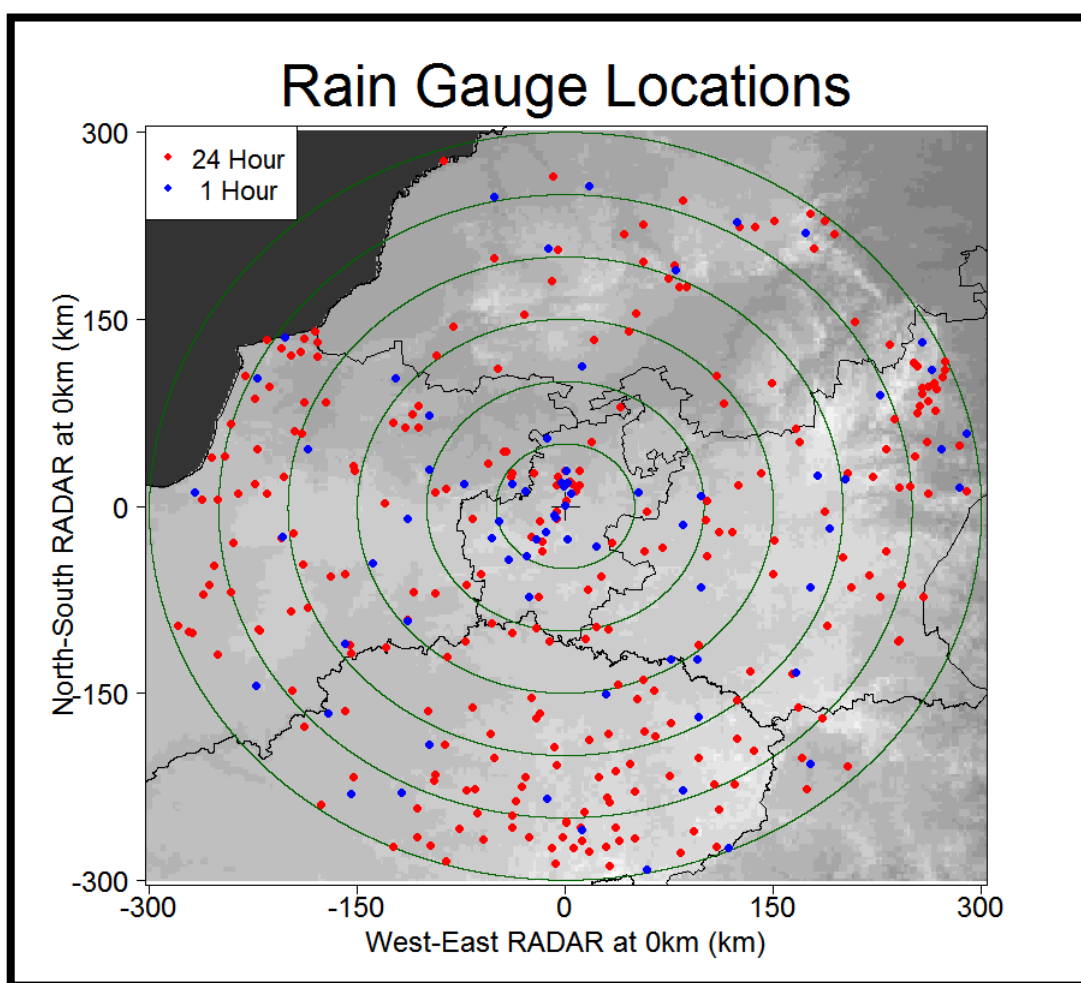 Rain Gauge Locations
24 Hour
1 Hour
300
150
0
-150
-300
North-South RADAR at 0km (km)
-300
-150
0
150
300
West-East RADAR at 0km (km)